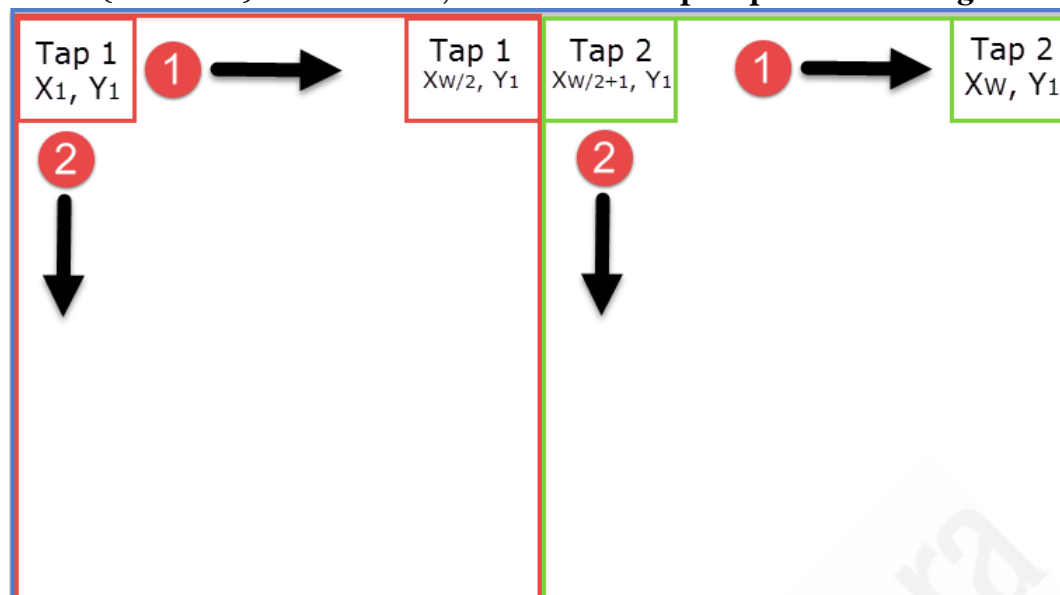 Tap 1
X1, Y1
1
Tap 1
XW/2, Y1
Tap 2
XW/2+1, Y1
1
Tap 2
XW, Y1
2
2